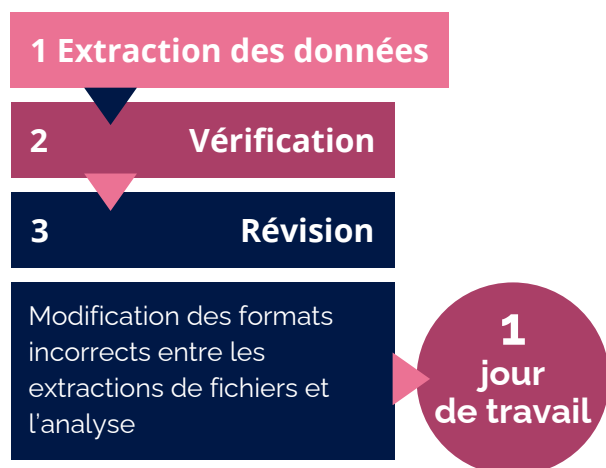 1 Extraction des données
2 Vérification
3 Révision
Modification des formats
incorrects entre les
extractions de fichiers et
l’analyse
1
jour
de travail